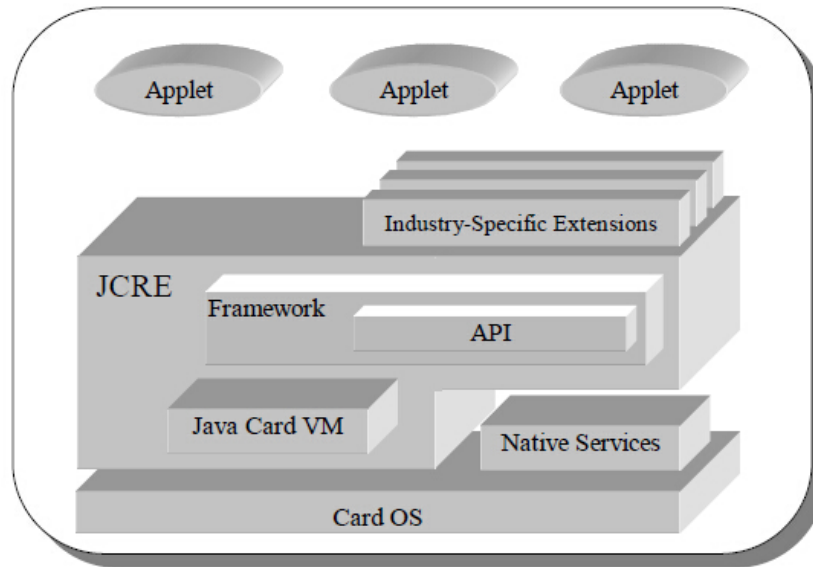 Applet
Applet
Applet
Industry-Specific Extensions
JCRE
Framework
API
Java Card VM
Native Services
Card OS